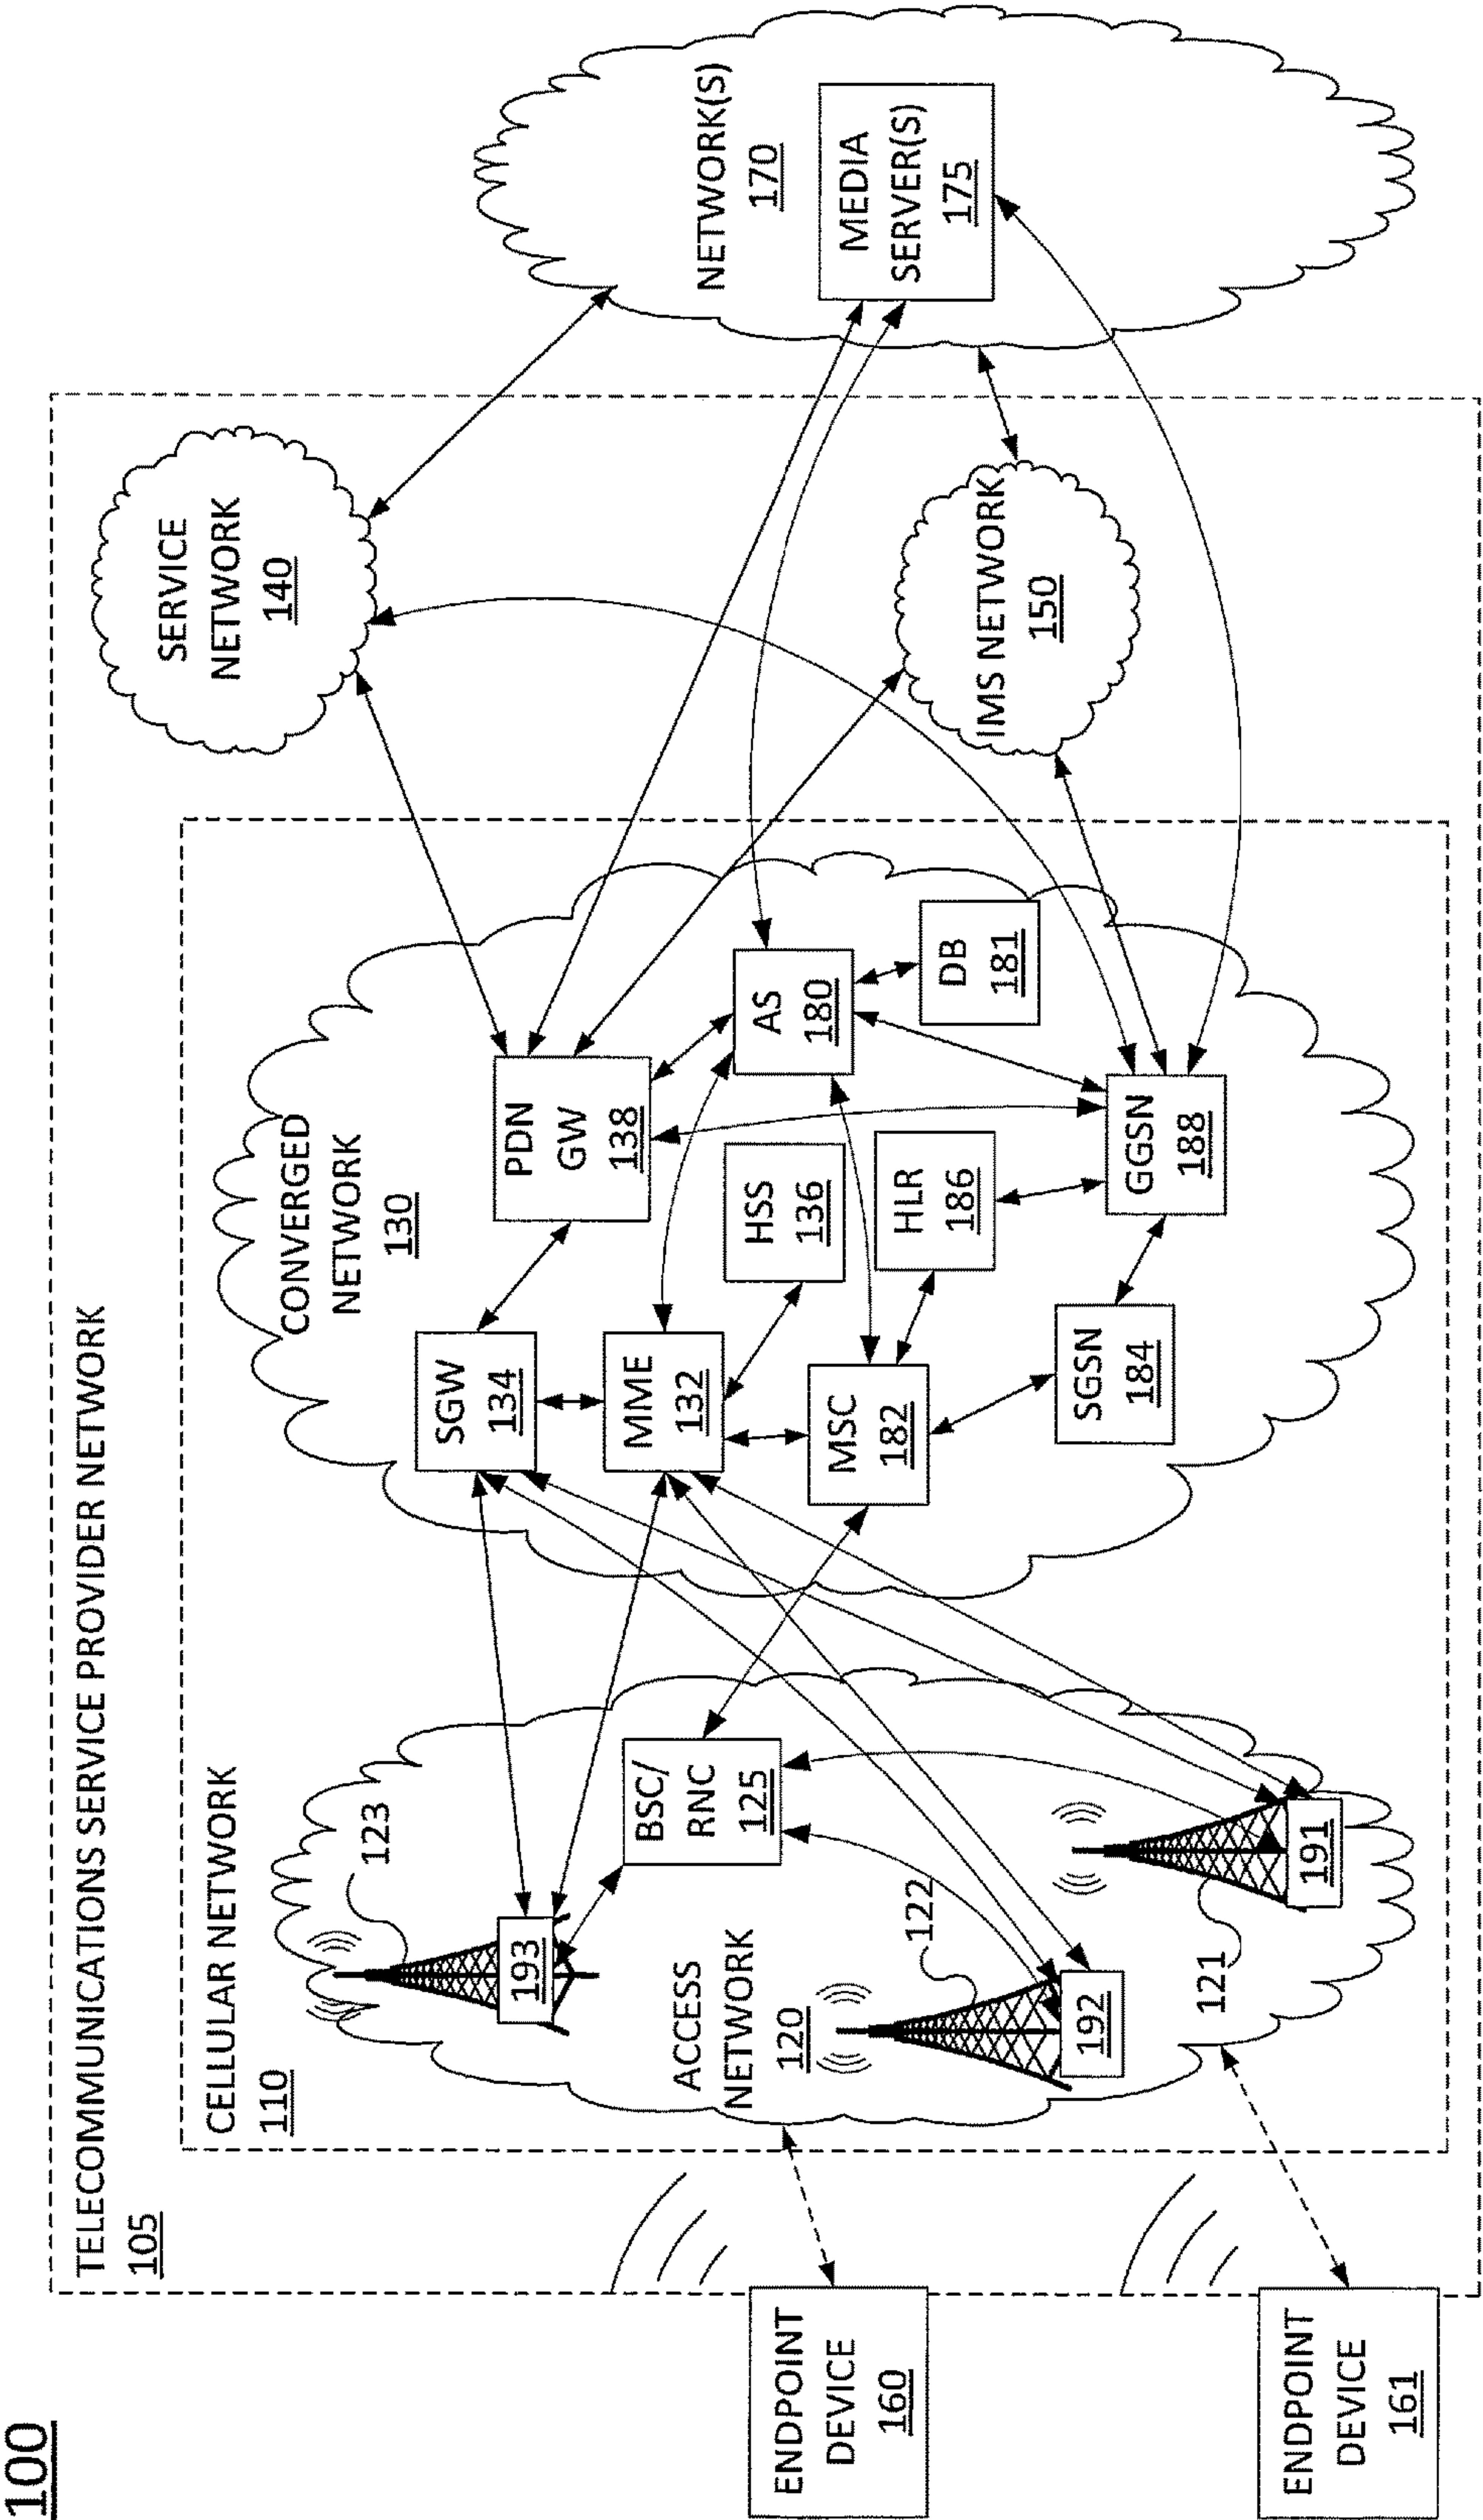 100
TELECOMMUNICATIONS SERVICE PROVIDER NETWORK
105
CELLULAR NETWORK
110
SERVICE
NETWORK
140
NETWORK(S)
170
MEDIA
SERVER(S)
175
CONVERGED
NETWORK
130
123
193
SGW
134
PDN
GW
138
BSC/
RNC
125
MME
132
HSS
136
AS
180
DB
181
ACCESS
NETWORK
120
122
192
MSC
182
HLR
186
IMS NETWORK
150
SGSN
184
GGSN
188
121
191
ENDPOINT
DEVICE
160
ENDPOINT
DEVICE
161